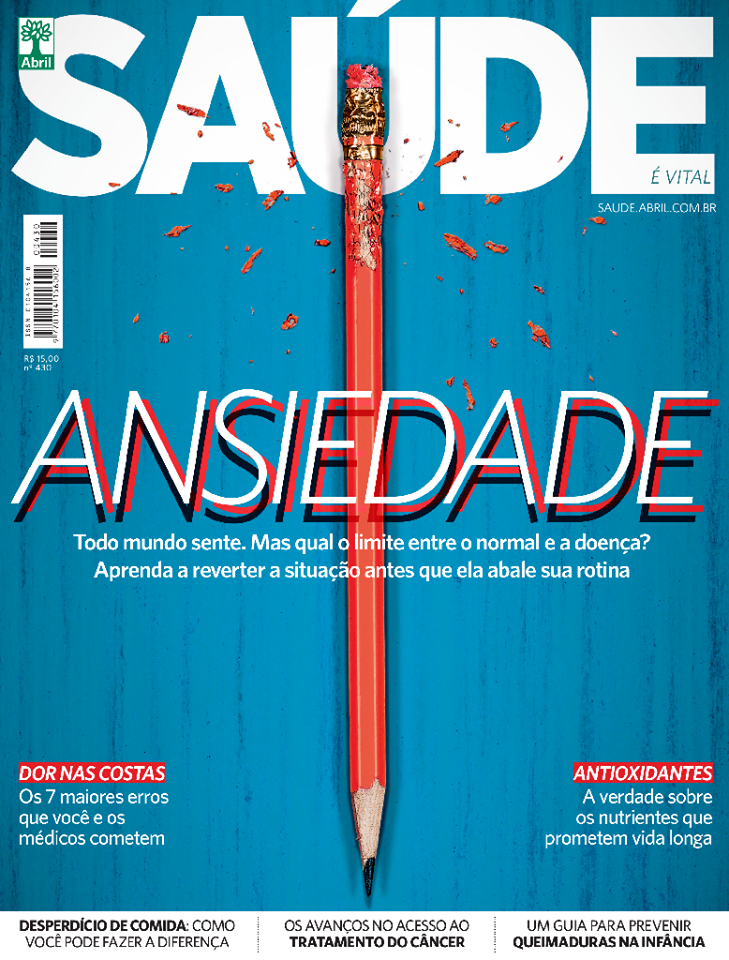 Abril
SAÚDE
É VITAL
SAUDE.ABRIL.COM.BR
R$ 15,00
nº 430
ANSIEDADE
Todo mundo sente. Mas qual o limite entre o normal e a doença?
Aprenda a reverter a situação antes que ela abale sua rotina
DOR NAS COSTAS
Os 7 maiores erros
que você e os
médicos cometem
ANTIOXIDANTES
A verdade sobre
os nutrientes que
prometem vida longa
DESPERDÍCIO DE COMIDA: COMO
VOCÊ PODE FAZER A DIFERENÇA
OS AVANÇOS NO ACESSO AO
TRATAMENTO DO CÂNCER
UM GUIA PARA PREVENIR
QUEIMADURAS NA INFÂNCIA